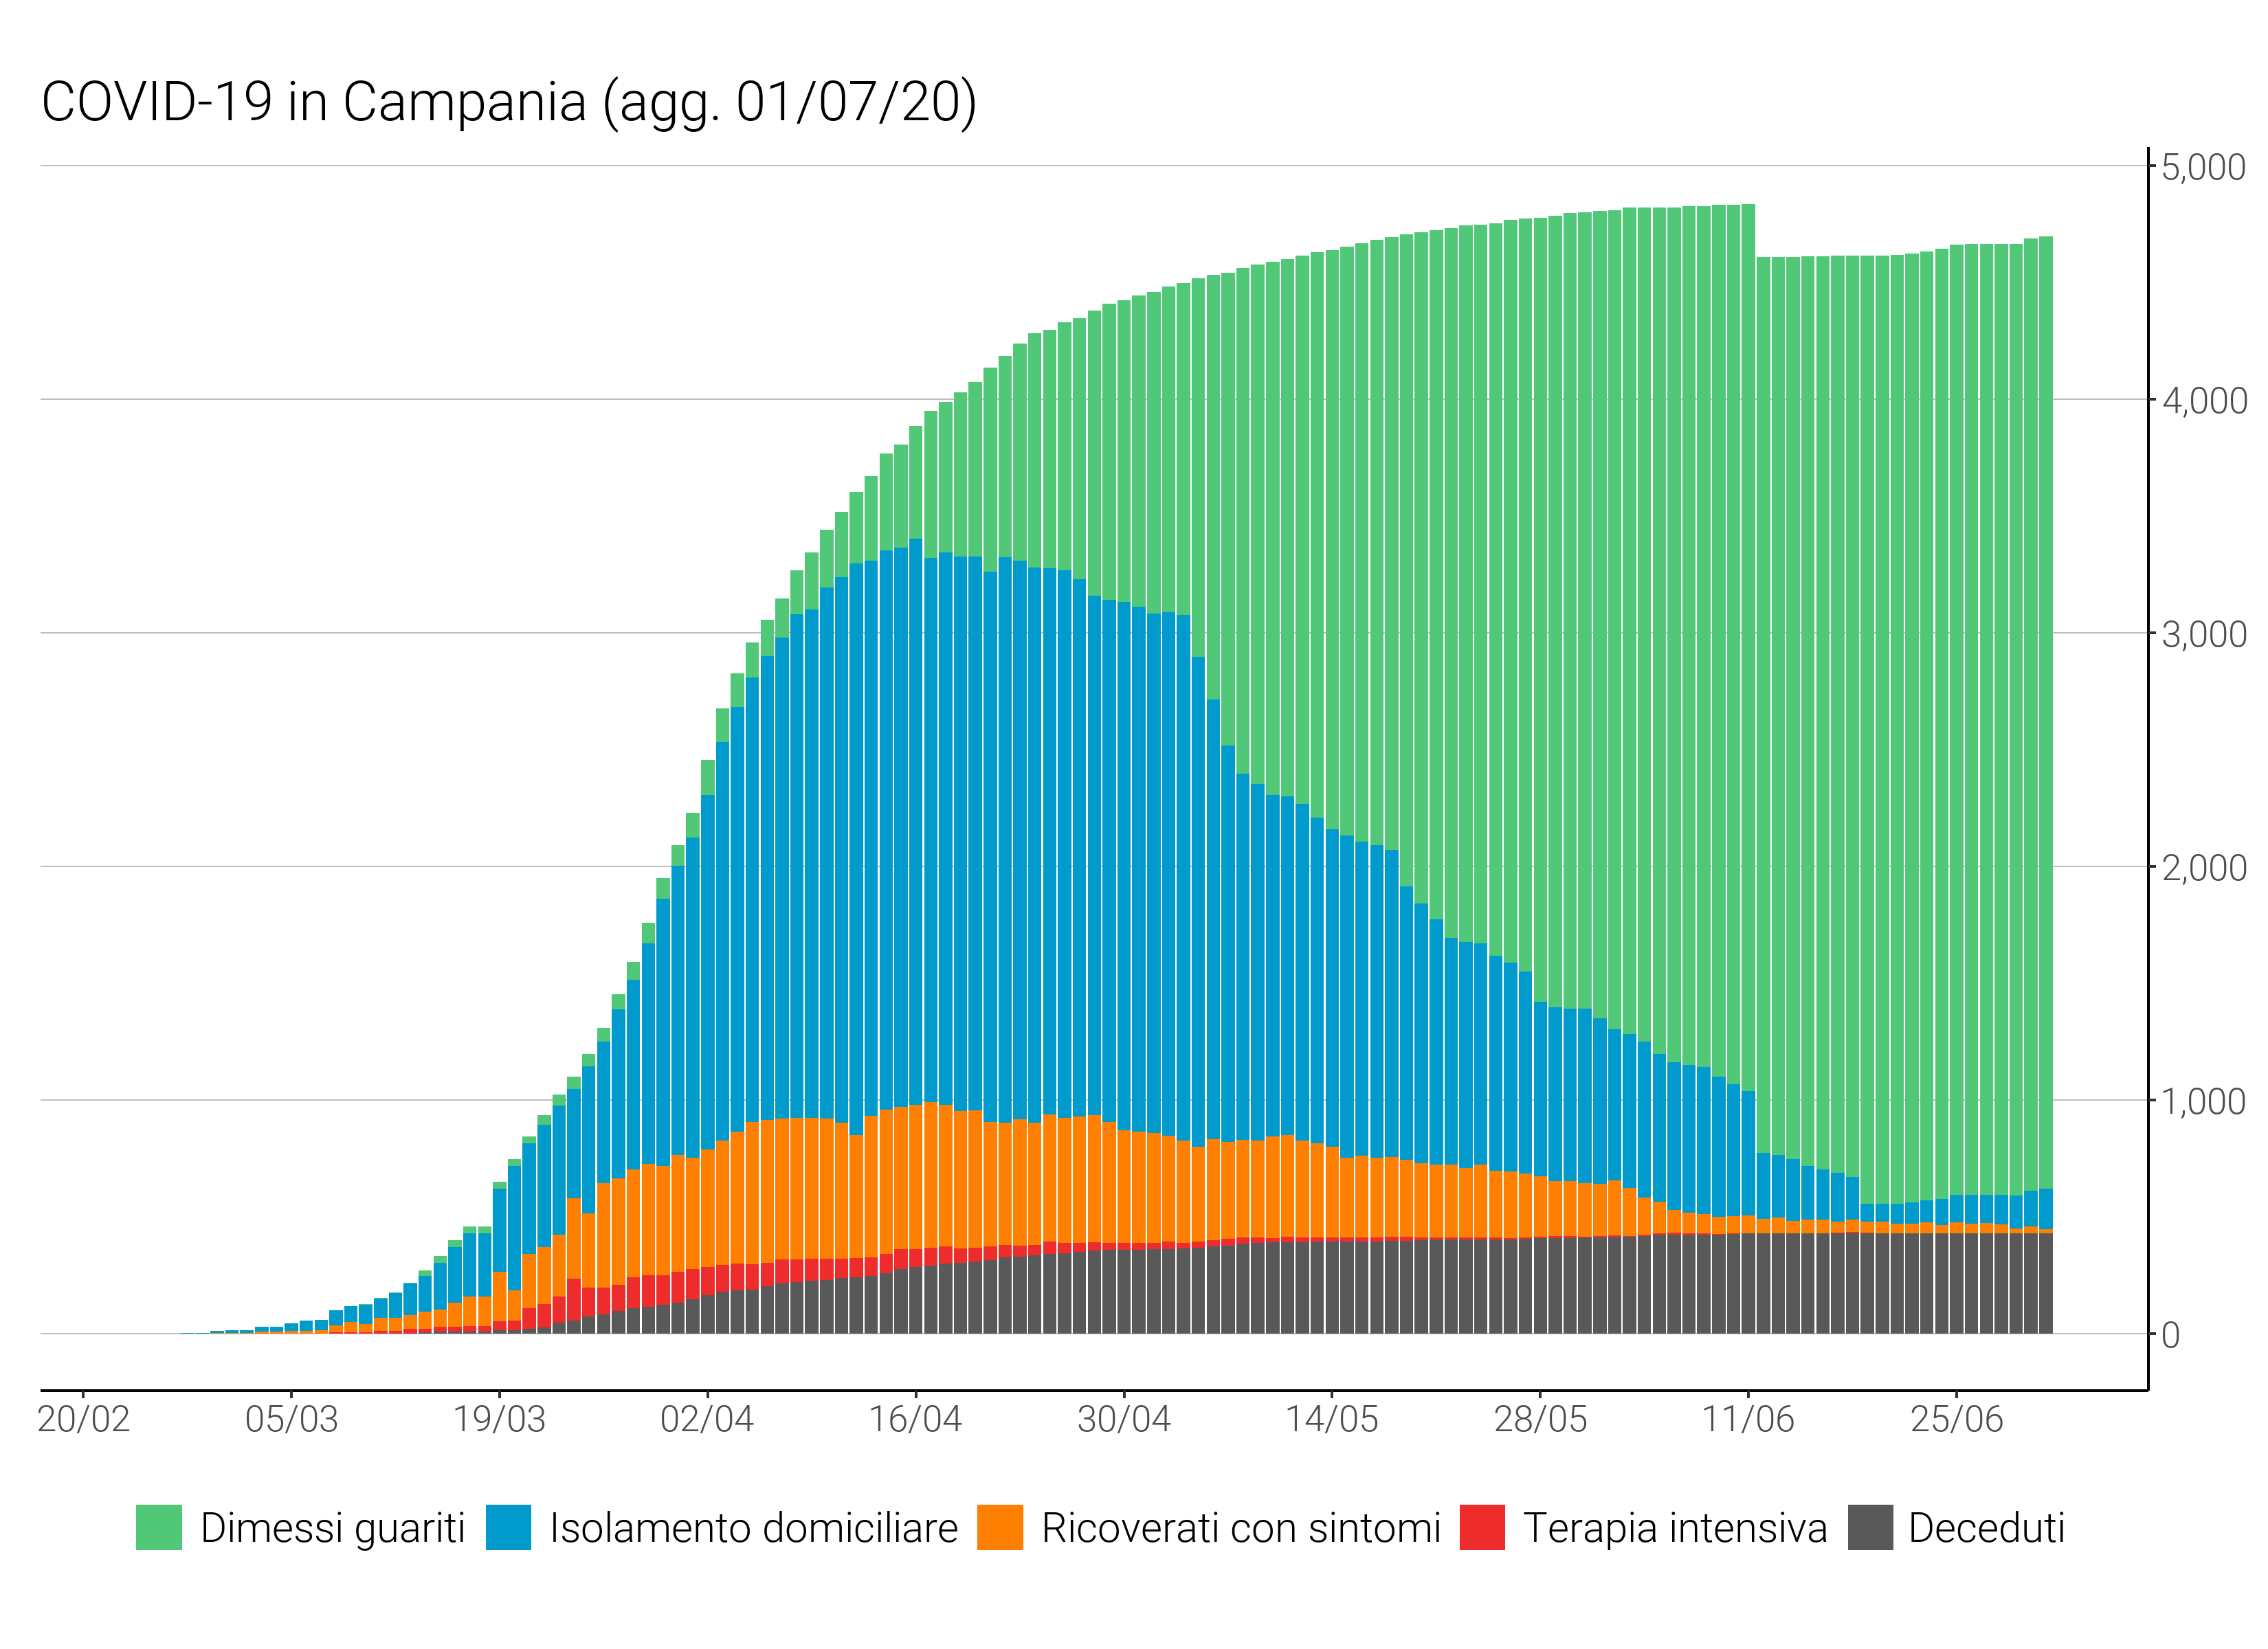 COVID-19 in Campania (agg. 01/07/20)
5,000
4,000
3,000
2,000
1,000
0
20/02 05/03 19/03 02/04 16/04 30/04 14/05 28/05 11/06 25/06
Dimessi guariti Isolamento domiciliare Ricoverati con sintomi Terapia intensiva Deceduti